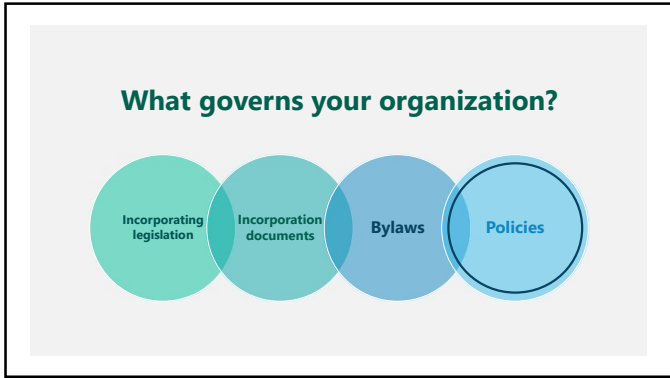 What governs your organization?
Incorporating
legislation
Incorporation
documents
Bylaws
Policies